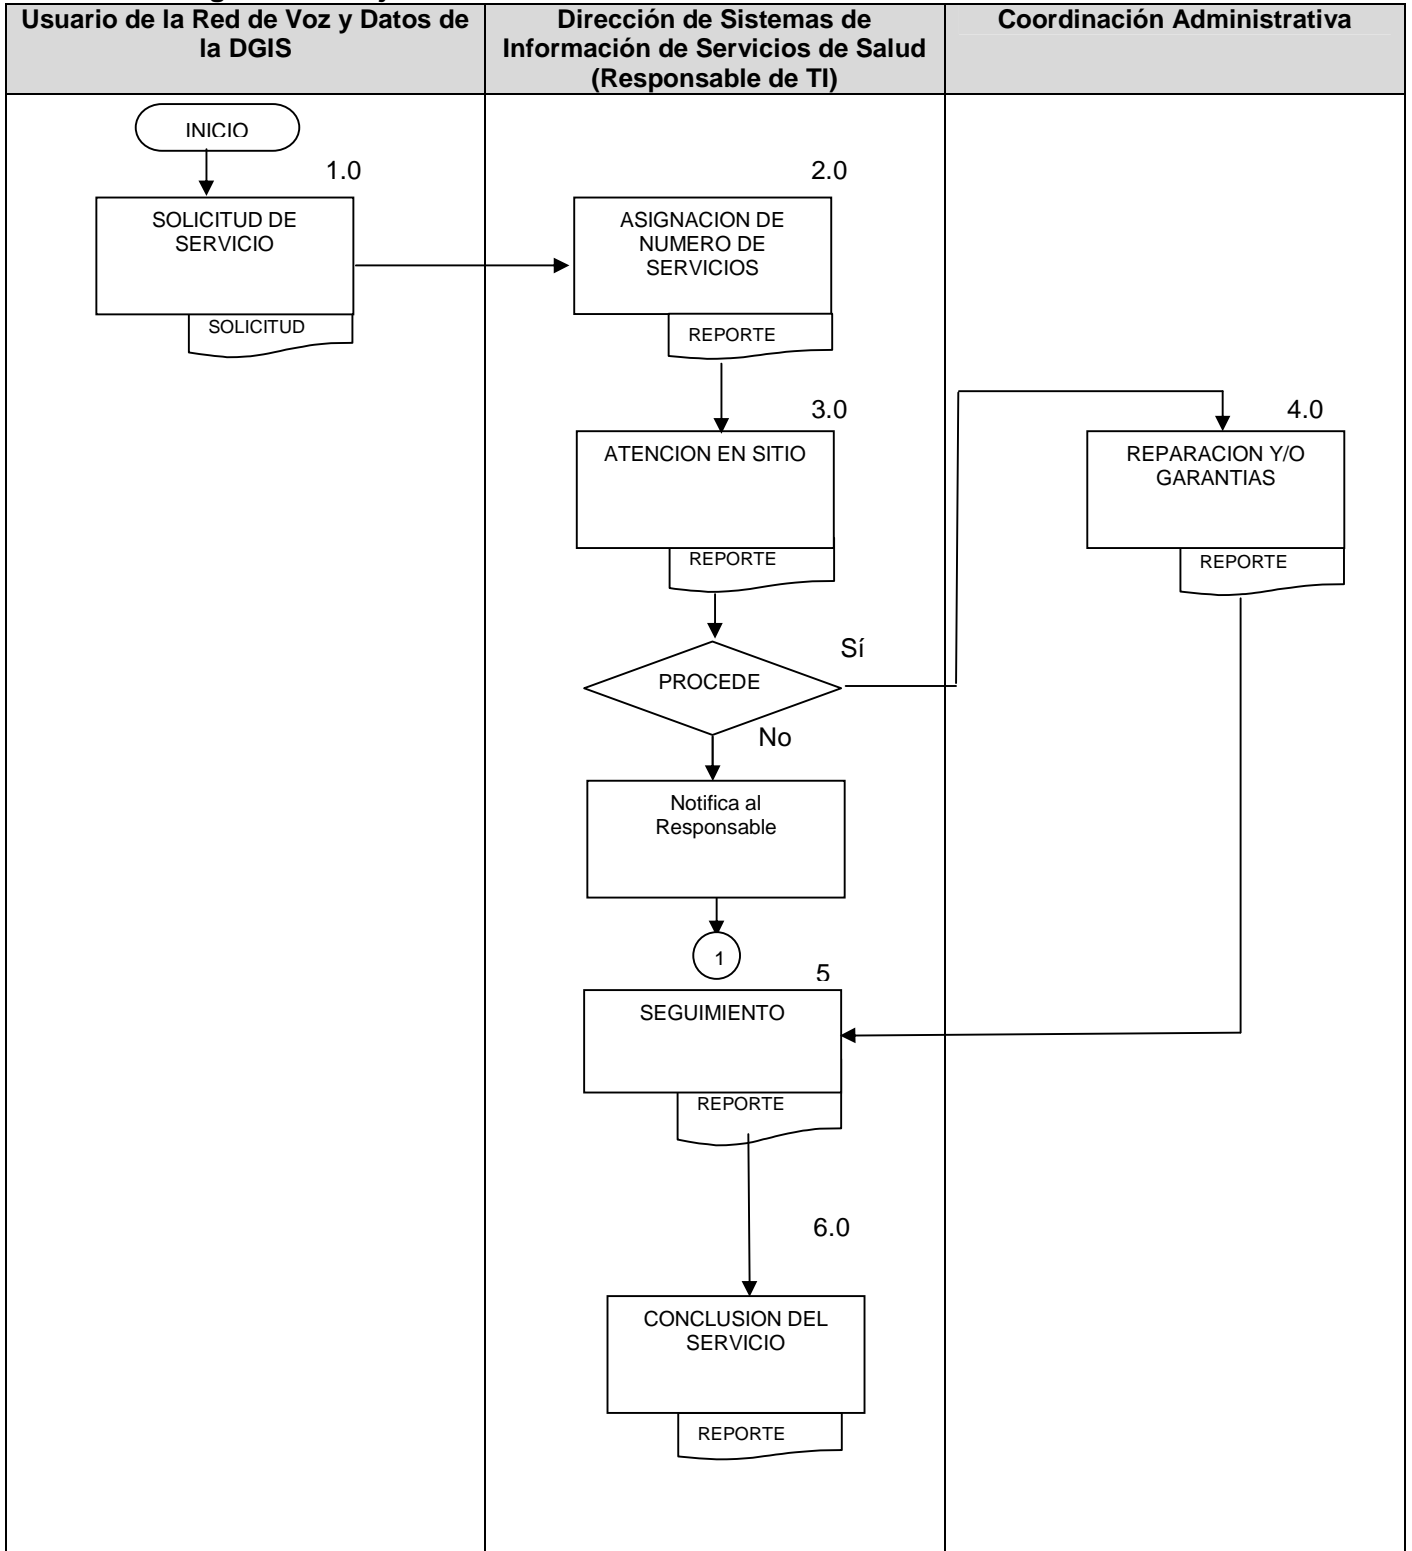 Usuario de la Red de Voz y Datos de
la DGIS
Dirección de Sistemas de
Información de Servicios de Salud
(Responsable de TI)
Coordinación Administrativa
INICIO
1.0
SOLICITUD DE
SERVICIO
SOLICITUD
2.0
ASIGNACION DE
NUMERO DE
SERVICIOS
REPORTE
3.0
ATENCION EN SITIO
REPORTE
4.0
REPARACION Y/O
GARANTIAS
REPORTE
PROCEDE
Sí
No
Notifica al
Responsable
1
5
SEGUIMIENTO
REPORTE
6.0
CONCLUSION DEL
SERVICIO
REPORTE